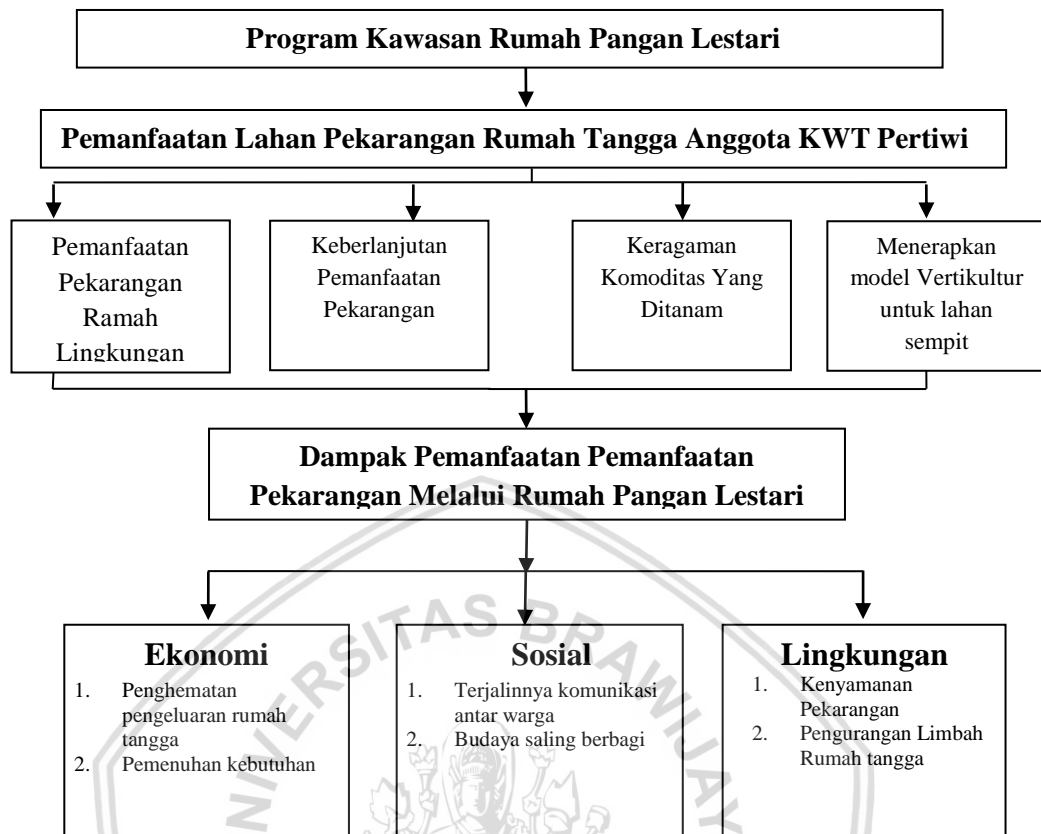 Program Kawasan Rumah Pangan Lestari
Pemanfaatan Lahan Pekarangan Rumah Tangga Anggota KWT Pertiwi
Pemanfaatan
Pekarangan
Ramah
Lingkungan
Keberlanjutan
Pemanfaatan
Pekarangan
Keragaman
Komoditas Yang
Ditanam
Menerapkan
model Vertikultur
untuk lahan
sempit
Dampak Pemanfaatan Pemanfaatan
Pekarangan Melalui Rumah Pangan Lestari
Ekonomi
1. Penghematan
pengeluaran rumah
tangga
2. Pemenuhan kebutuhan
Sosial
1. Terjalinnya komunikasi
antar warga
2. Budaya saling berbagi
Lingkungan
1. Kenyamanan
Pekarangan
2. Pengurangan Limbah
Rumah tangga
NIVERSITAS BRAWIJAY